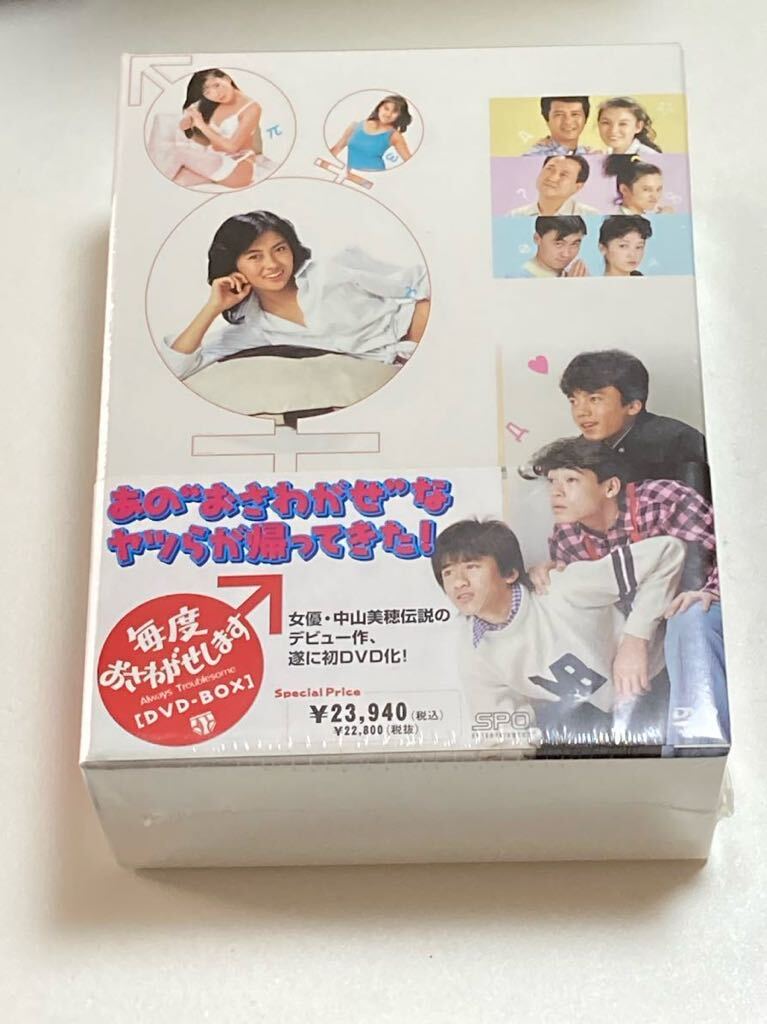 π
ω
あの"おさわがせ"な
ヤツらが帰ってきた!
毎度
おさわがせします
Always Troublesome
[DVD-BOX]
女優・中山美穂伝説の
デビュー作、
遂に初DVD化!
Special Price
¥23,940(税込)
¥22,800(税抜)
SPO